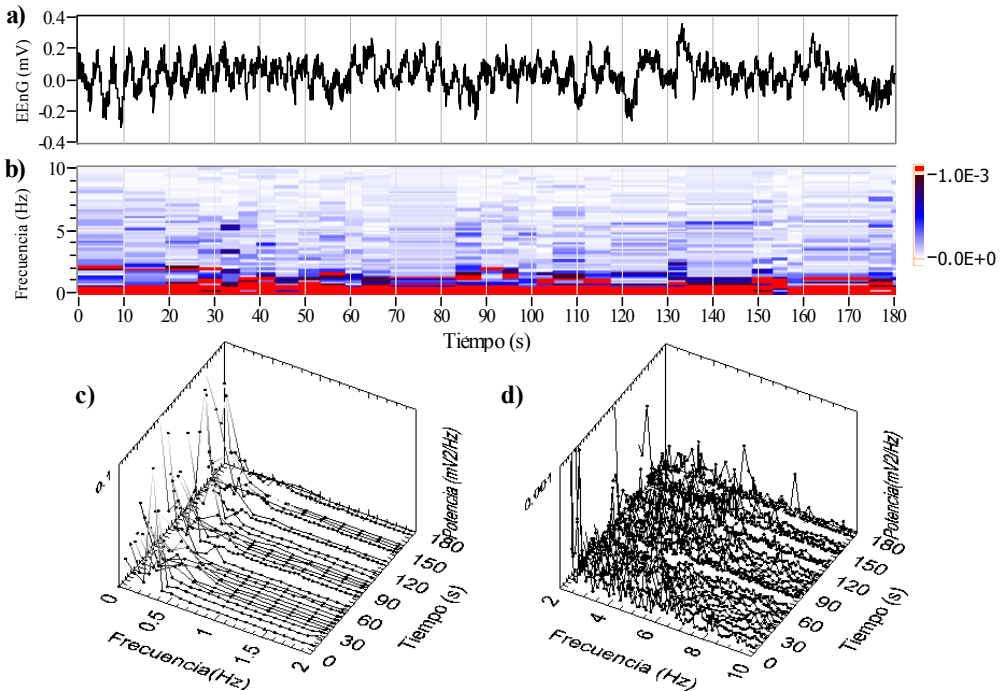 a)
0.4
0.2
0.0
-0.2
-0.4
EEnG (mV)
b)
10
5
0
Frecuencia (Hz)
1.0E-3
0.0E+0
0 10 20 30 40 50 60 70 80 90 100 110 120 130 140 150 160 170 180
Tiempo (s)
c)
0.1
Potencia (mV2/Hz)
0 0.5 1 1.5 2
Frecuencia(Hz)
0 30 60 90 120 150 180
Tiempo (s)
d)
0.001
Potencia(mV2/Hz)
2 4 6 8 10
Frecuencia (Hz)
0 30 60 90 120 150 180
Tiempo (s)